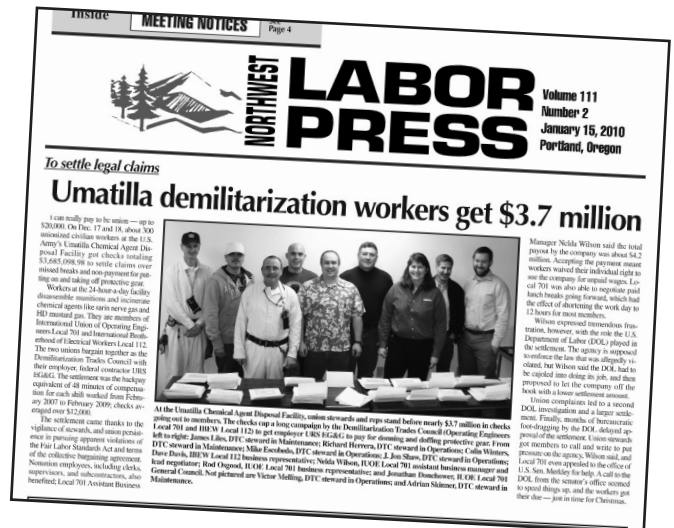 Inside
MEETING NOTICES
See
Page 4
NORTHWEST
LABOR
PRESS
Volume 111
Number 2
January 15, 2010
Portland, Oregon
To settle legal claims
Umatilla demilitarization workers get $3.7 million
t can really pay to be union — up to
$20,000. On Dec. 17 and 18, about 300
unionized civilian workers at the U.S.
Army's Umatilla Chemical Agent Dis-
posal Facility got checks totaling
$3,685,098.98 to settle claims over
missed breaks and non-payment for put-
ting on and taking off protective gear.
Workers at the 24-hour-a-day facility
disassemble munitions and incinerate
chemical agents like sarin nerve gas and
HD mustard gas. They are members of
International Union of Operating Engi-
neers Local 701 and International Broth-
erhood of Electrical Workers Local 112.
The two unions bargain together as the
Demilitarization Trades Council with
their employer, federal contractor URS
EG&G. The settlement was the backpay
equivalent of 48 minutes of compensa-
tion for each shift worked from Febru-
ary 2007 to February 2009; checks av-
eraged over $12,000.
The settlement came thanks to the
vigilance of stewards, and union persist-
ence in pursuing apparent violations of
the Fair Labor Standards Act and terms
of the collective bargaining agreement.
Nonunion employees, including clerks,
supervisors, and subcontractors, also
benefited; Local 701 Assistant Business
At the Umatilla Chemical Agent Disposal Facility, union stewards and reps stand before nearly $3.7 million in checks
going out to members. The checks cap a long campaign by the Demilitarization Trades Council (Operating Engineers
Local 701 and IBEW Local 112) to get employer URS EG&G to pay for donning and doffing protective gear. From
left to right: James Liles, DTC steward in Maintenance; Richard Herrera, DTC steward in Operations; Colin Winters,
DTC steward in Maintenance; Mike Escobedo, DTC steward in Operations; J. Jon Shaw, DTC steward in Operations;
Dave Davis, IBEW Local 112 business representative; Nelda Wilson, IUOE Local 701 assistant business manager and
lead negotiator; Rod Osgood, IUOE Local 701 business representative; and Jonathan Donehower, IUOE Local 701
General Council. Not pictured are Victor Melling, DTC steward in Operations; and Adrian Skinner, DTC steward in
Maintenance.
Manager Nelda Wilson said the total
payout by the company was about $4.2
million. Accepting the payment meant
workers waived their individual right to
sue the company for unpaid wages. Lo-
cal 701 was also able to negotiate paid
lunch breaks going forward, which had
the effect of shortening the work day to
12 hours for most members.
Wilson expressed tremendous frus-
tration, however, with the role the U.S.
Department of Labor (DOL) played in
the settlement. The agency is supposed
to enforce the law that was allegedly vi-
olated, but Wilson said the DOL had to
be cajoled into doing its job, and then
proposed to let the company off the
hook with a lower settlement amount.
Union complaints led to a second
DOL investigation and a larger settle-
ment. Finally, months of bureaucratic
foot-dragging by the DOL delayed ap-
proval of the settlement. Union stewards
got members to call and write to put
pressure on the agency, Wilson said, and
Local 701 even appealed to the office of
U.S. Sen. Merkley for help. A call to the
DOL from the senator's office seemed
to speed things up, and the workers got
their due — just in time for Christmas.